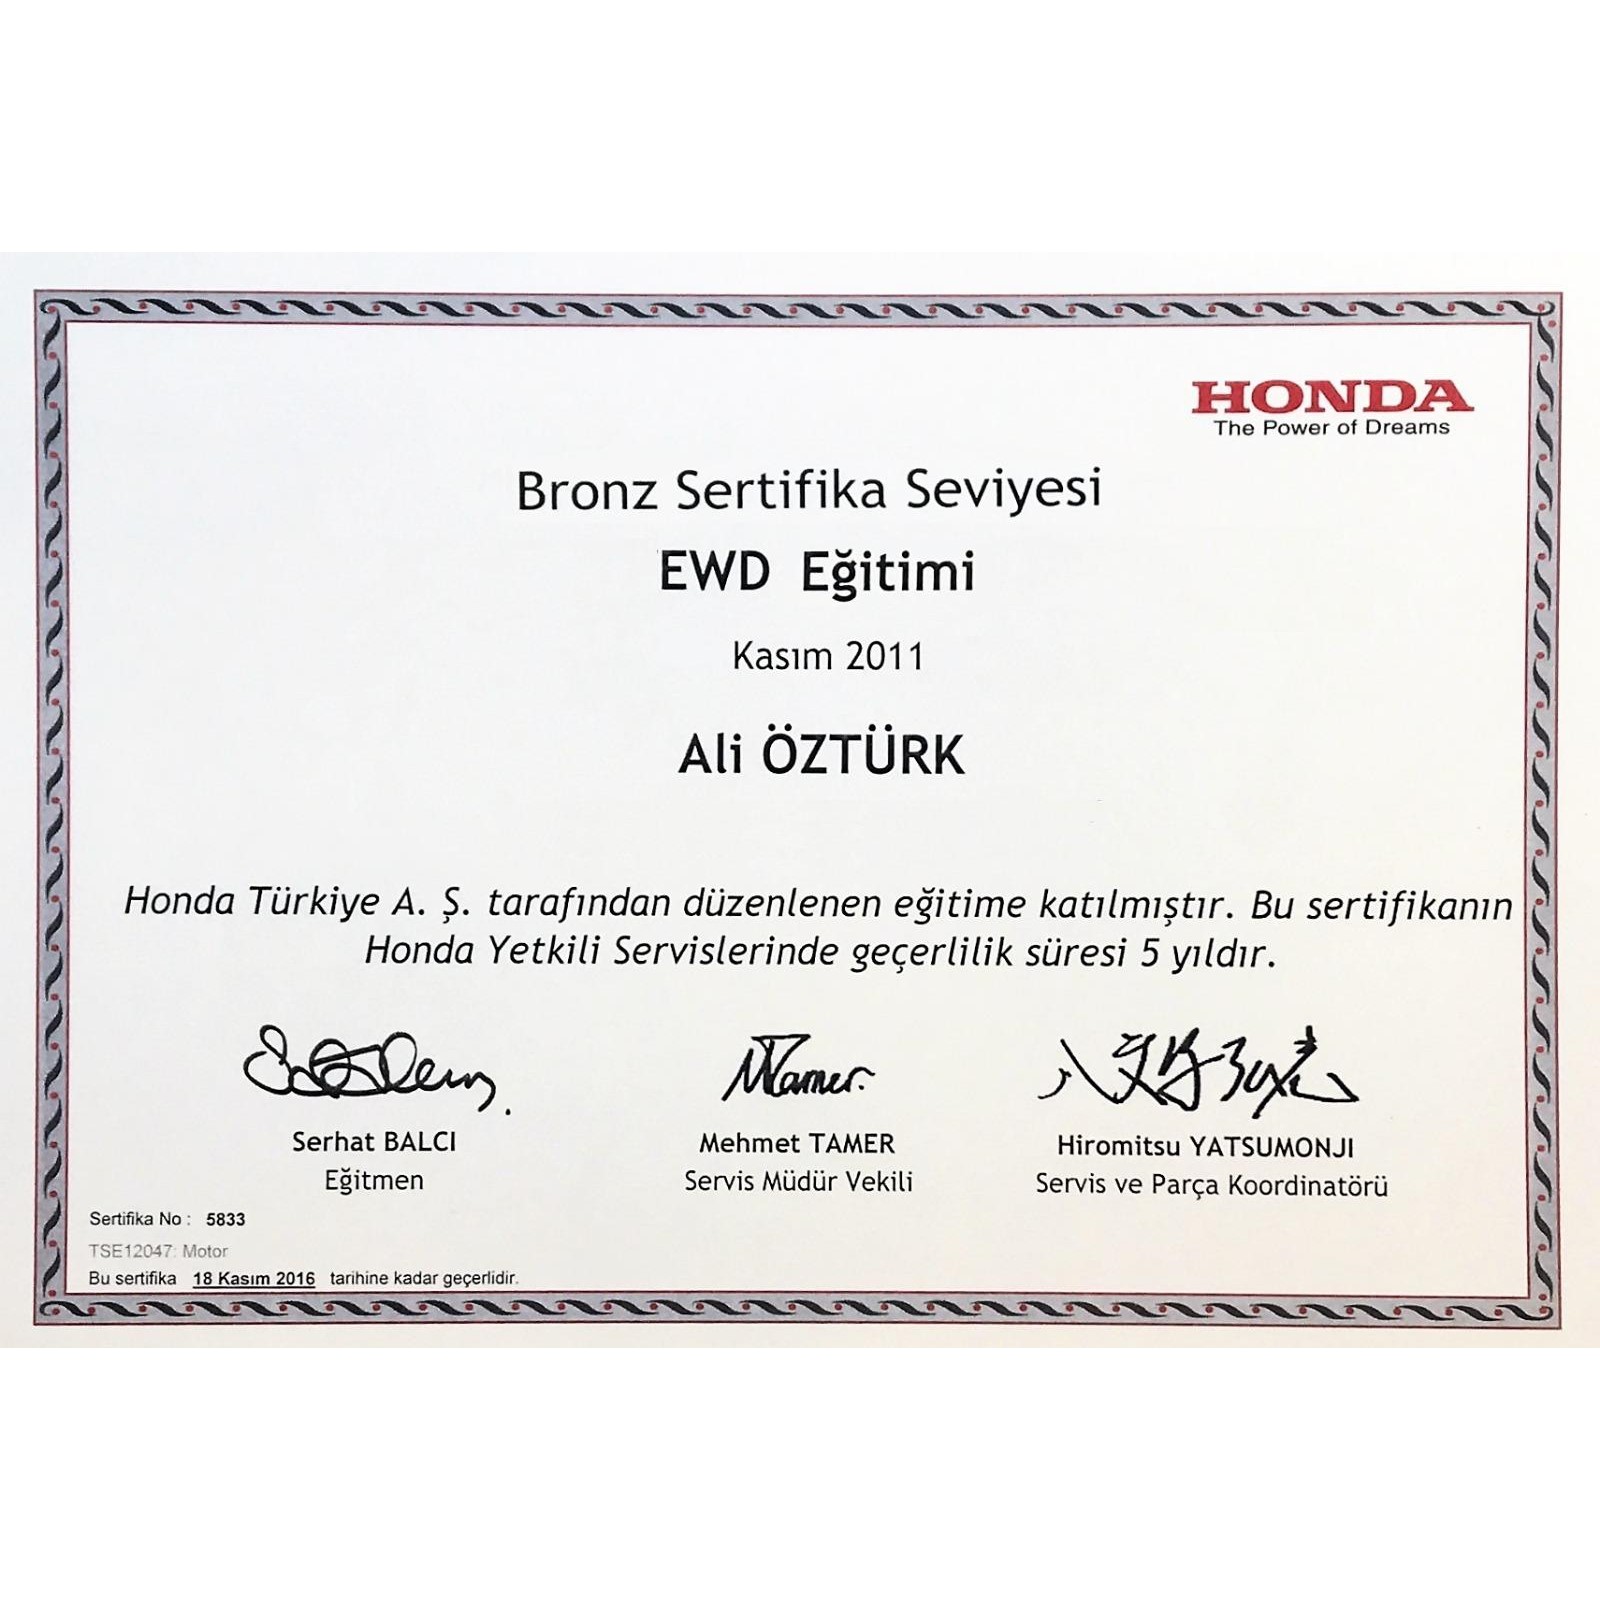 HONDA
The Power of Dreams
Bronz Sertifika Seviyesi
EWD Eğitimi
Kasım 2011
Ali ÖZTÜRK
Honda Türkiye A. Ş. tarafından düzenlenen eğitime katılmıştır. Bu sertifikanın
Honda Yetkili Servislerinde geçerlilik süresi 5 yıldır.
MTamer.
Serhat BALCI
Eğitmen
Mehmet TAMER
Servis Müdür Vekili
Hiromitsu YATSUMONJI
Servis ve Parça Koordinatörü
Sertifika No : 5833
TSE12047: Motor
Bu sertifika 18 Kasım 2016 tarihine kadar geçerlidir.